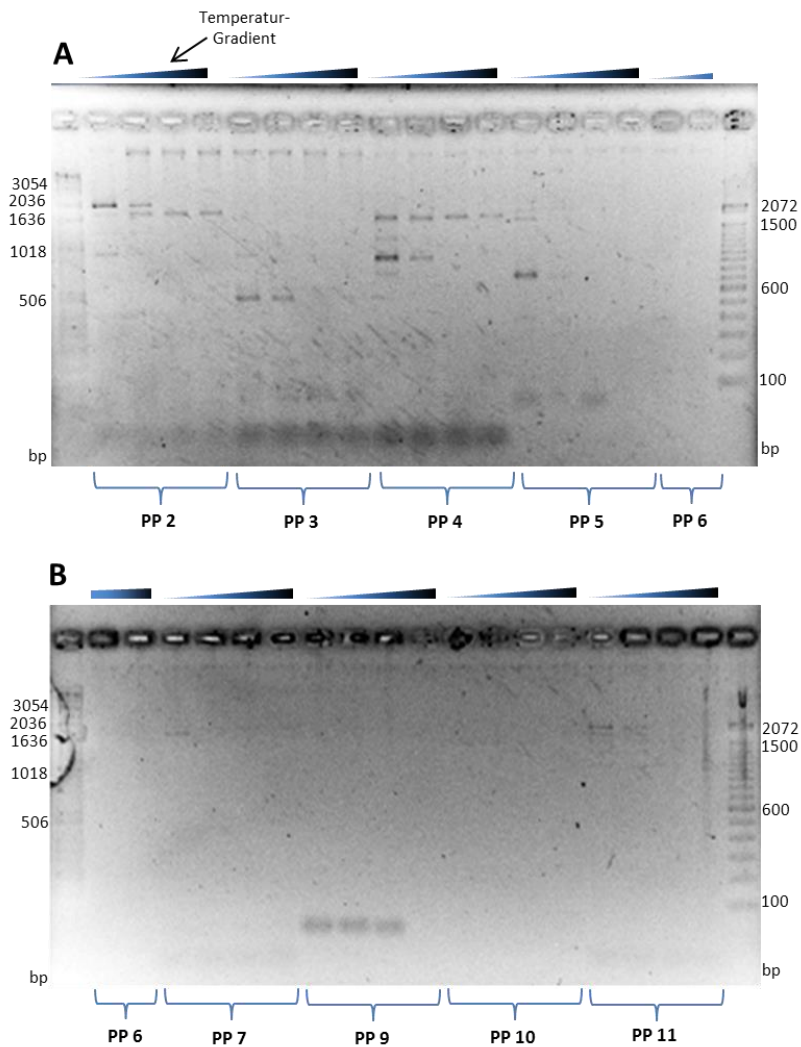 Temperatur-
Gradient
A
3054
2036
1636
1018
506
bp
2072
1500
600
100
bp
PP 2
PP 3
PP 4
PP 5
PP 6
B
3054
2036
1636
1018
506
bp
2072
1500
600
100
bp
PP 6
PP 7
PP 9
PP 10
PP 11